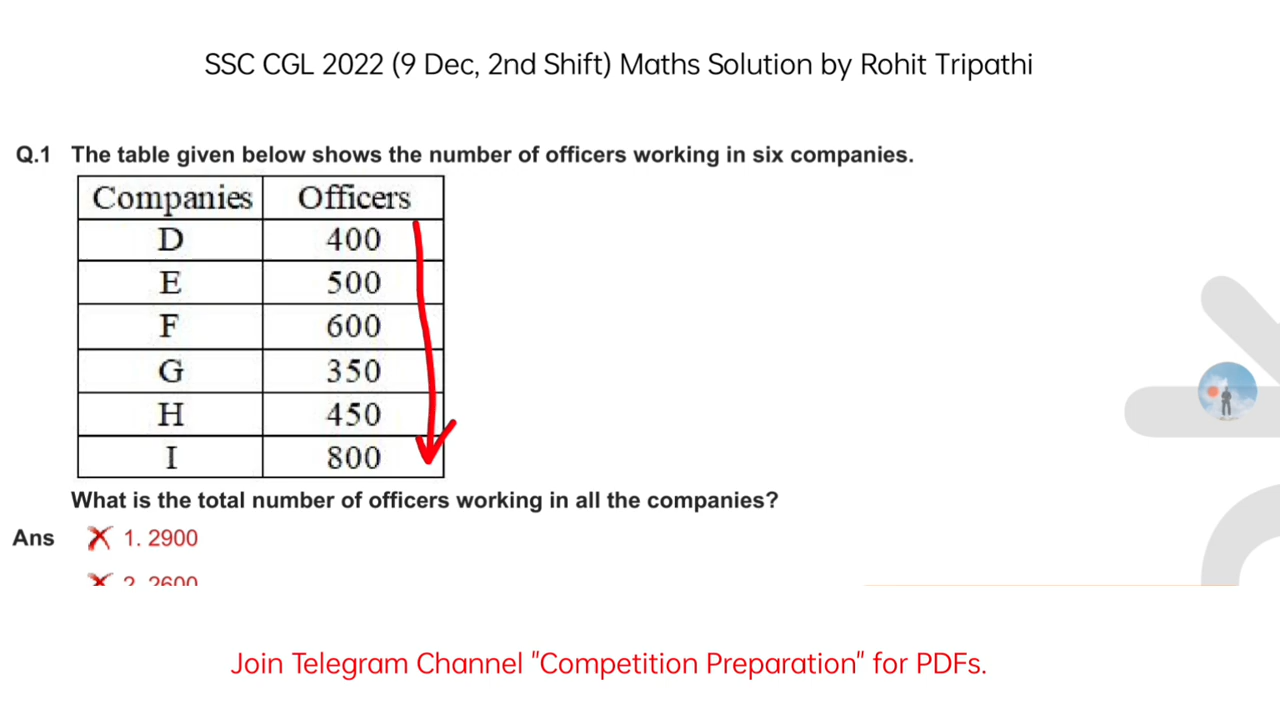 SSC CGL 2022 (9 Dec, 2nd Shift) Maths Solution by Rohit Tripathi
Q.1 The table given below shows the number of officers working in six companies.
Companies Officers
D 400
E 500
F 600
G 350
H 450
I 800
What is the total number of officers working in all the companies?
Ans 1. 2900
2. 2600
Join Telegram Channel "Competition Preparation" for PDFs.